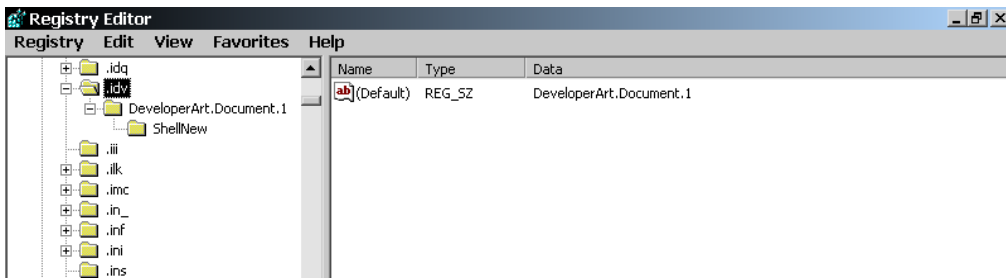 Registry Editor
Registry Edit View Favorites Help
.idq
.idv
DeveloperArt.Document.1
ShellNew
.iii
.ilk
.imc
.in_
.inf
.ini
.ins
Name Type Data
ab (Default) REG_SZ DeveloperArt.Document.1